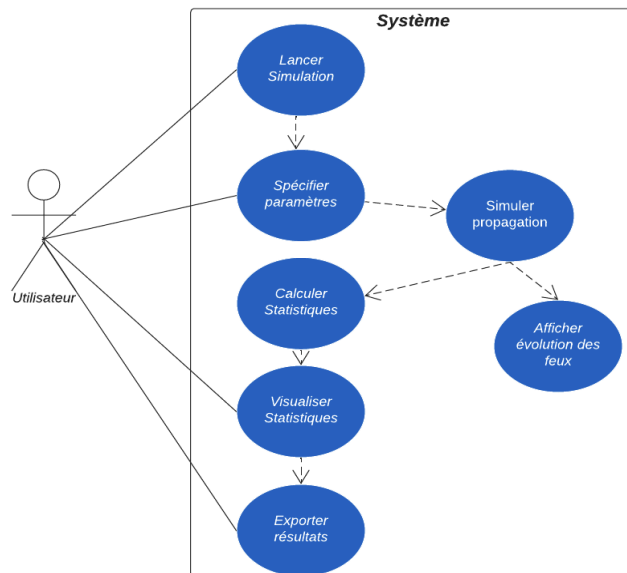 Système
Lancer
Simulation
Spécifier
paramètres
Simuler
propagation
Utilisateur
Calculer
Statistiques
Afficher
évolution des
feux
Visualiser
Statistiques
Exporter
résultats